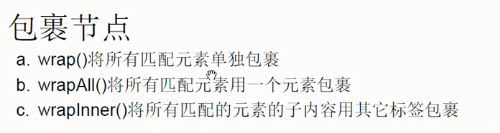 包裹节点
a. wrap()将所有匹配元素单独包裹
b. wrapAll()将所有匹配元素用一个元素包裹
c. wrapInner()将所有匹配的元素的子内容用其它标签包裹